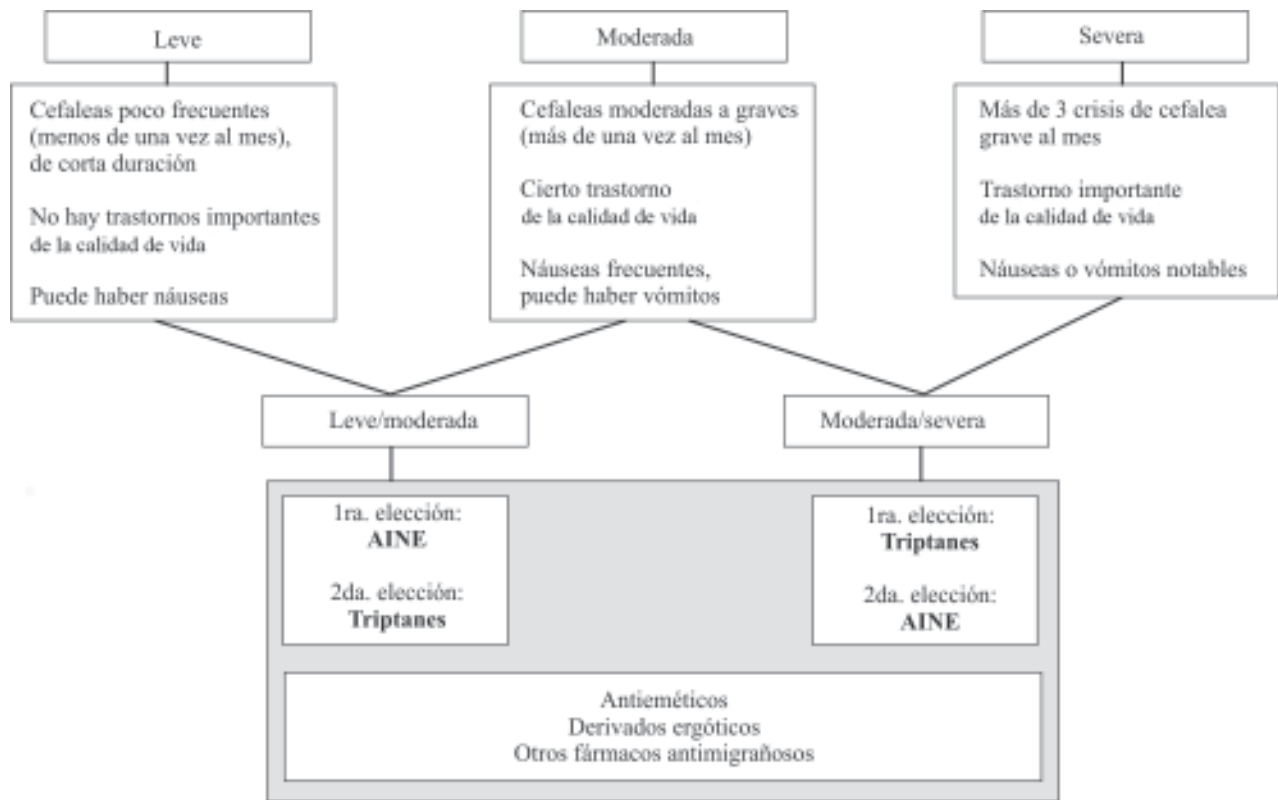 Leve
Cefaleas poco frecuentes
(menos de una vez al mes),
de corta duración
No hay trastornos importantes
de la calidad de vida
Puede haber náuseas
Moderada
Cefaleas moderadas a graves
(más de una vez al mes)
Cierto trastorno
de la calidad de vida
Náuseas frecuentes,
puede haber vómitos
Severa
Más de 3 crisis de cefalea
grave al mes
Trastorno importante
de la calidad de vida
Náuseas o vómitos notables
Leve/moderada
1ra. elección:
AINE
2da. elección:
Triptanes
Moderada/severa
1ra. elección:
Triptanes
2da. elección:
AINE
Antieméticos
Derivados ergóticos
Otros fármacos antimigrañosos